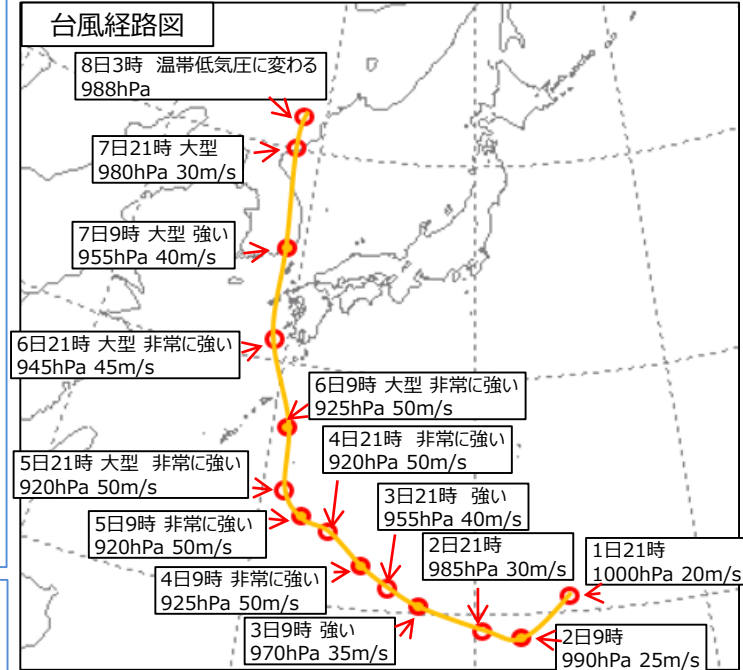 台風経路図
8日3時 温帯低気圧に変わる
988hPa
7日21時 大型
980hPa 30m/s
7日9時 大型 強い
955hPa 40m/s
6日21時 大型 非常に強い
945hPa 45m/s
6日9時 大型 非常に強い
925hPa 50m/s
4日21時 非常に強い
920hPa 50m/s
5日21時 大型 非常に強い
920hPa 50m/s
3日21時 強い
955hPa 40m/s
5日9時 非常に強い
920hPa 50m/s
2日21時
985hPa 30m/s
1日21時
1000hPa 20m/s
4日9時 非常に強い
925hPa 50m/s
3日9時 強い
970hPa 35m/s
2日9時
990hPa 25m/s